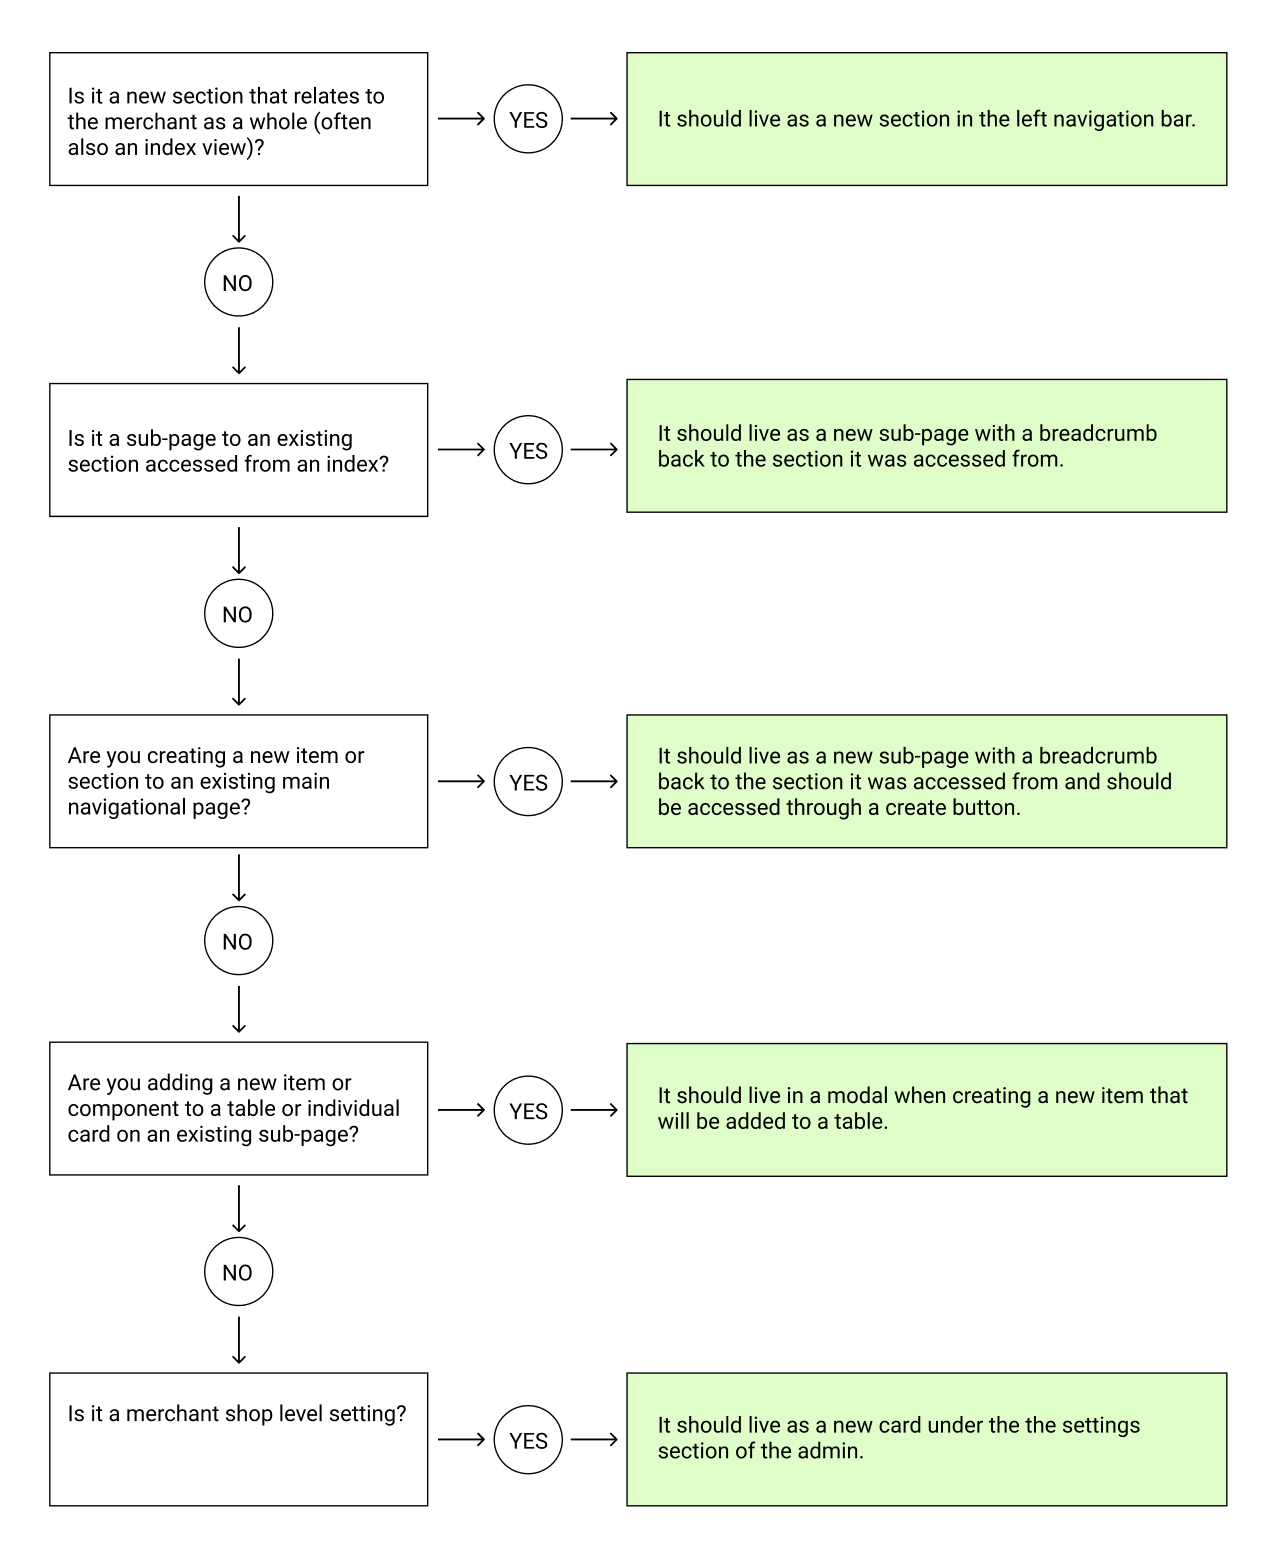 Is it a new section that relates to
the merchant as a whole (often
also an index view)?
YES
It should live as a new section in the left navigation bar.
NO
Is it a sub-page to an existing
section accessed from an index?
YES
It should live as a new sub-page with a breadcrumb
back to the section it was accessed from.
NO
Are you creating a new item or
section to an existing main
navigational page?
YES
It should live as a new sub-page with a breadcrumb
back to the section it was accessed from and should
be accessed through a create button.
NO
Are you adding a new item or
component to a table or individual
card on an existing sub-page?
YES
It should live in a modal when creating a new item that
will be added to a table.
NO
Is it a merchant shop level setting?
YES
It should live as a new card under the the settings
section of the admin.